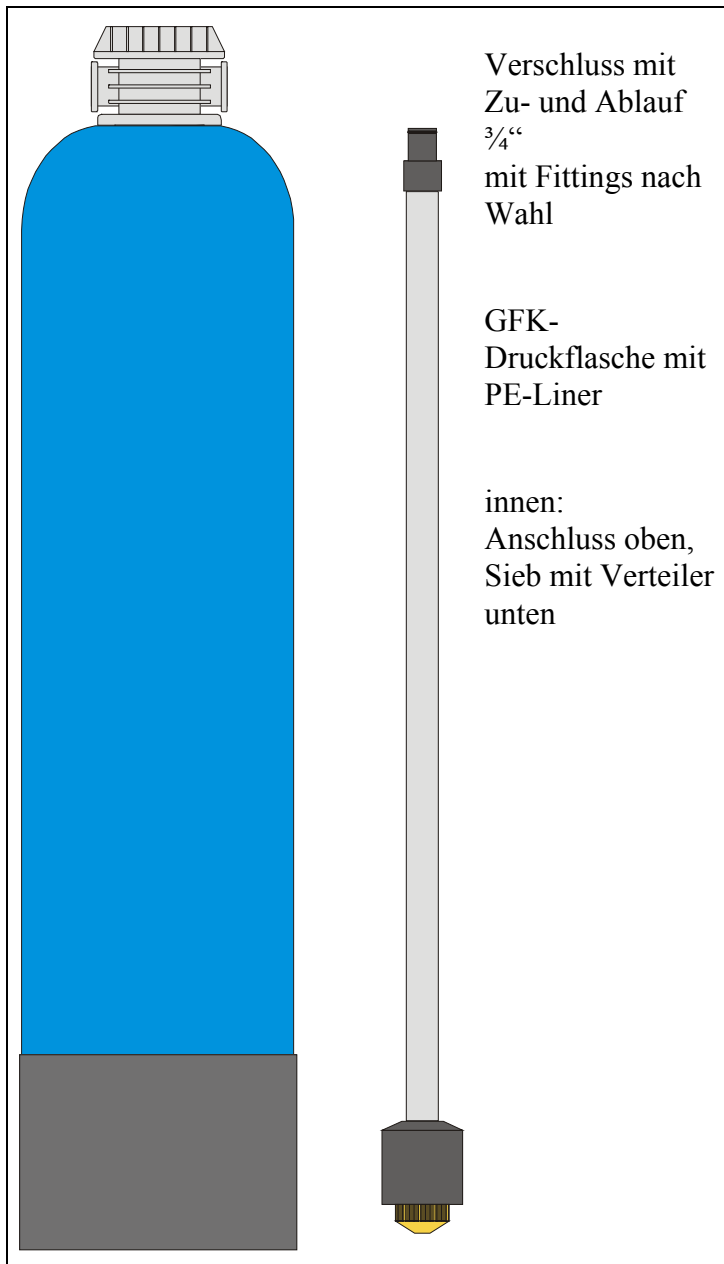 Verschluss mit
Zu- und Ablauf
¾“
mit Fittings nach
Wahl
GFK-
Druckflasche mit
PE-Liner
innen:
Anschluss oben,
Sieb mit Verteiler
unten